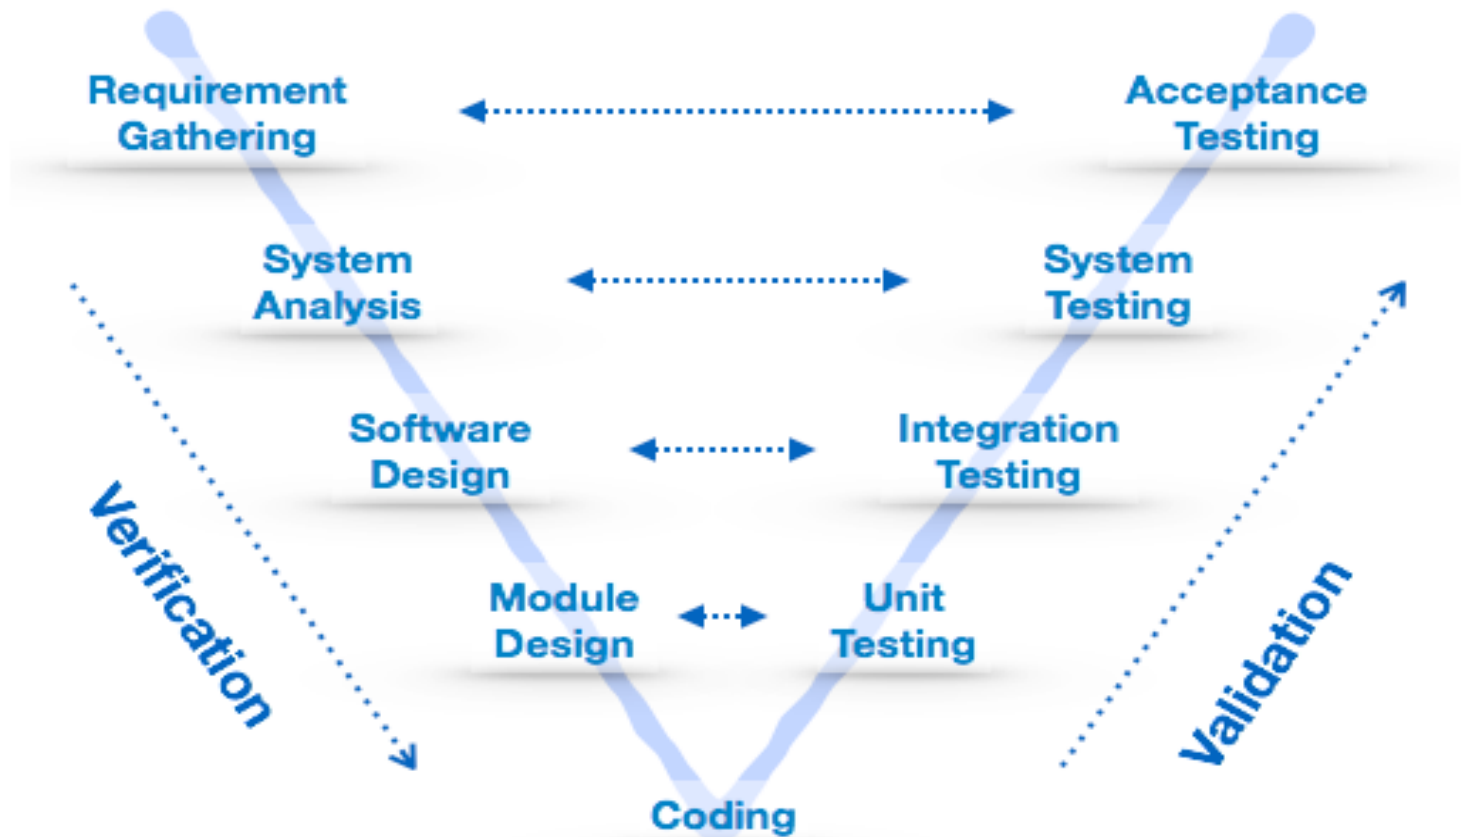 Requirement
Gathering
Acceptance
Testing
System
Analysis
System
Testing
Software
Design
Integration
Testing
Verification
Validation
Module
Design
Unit
Testing
Coding